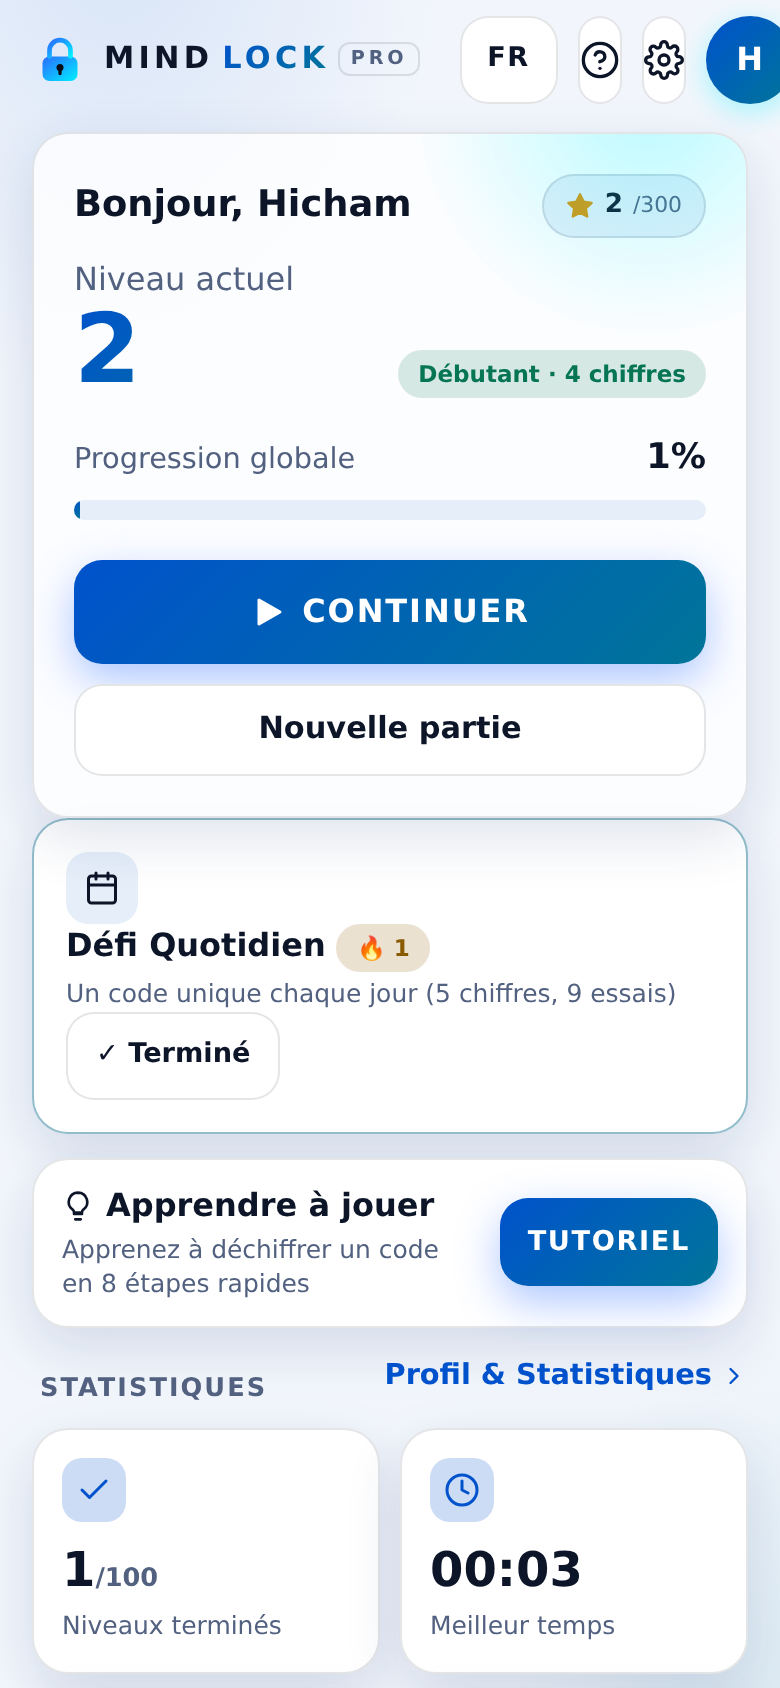 MIND LOCK PRO FR H
Bonjour, Hicham
2 /300
Niveau actuel
2
Débutant · 4 chiffres
Progression globale 1%
CONTINUER
Nouvelle partie
Défi Quotidien 🔥 1
Un code unique chaque jour (5 chiffres, 9 essais)
✓ Terminé
Apprendre à jouer
Apprenez à déchiffrer un code
en 8 étapes rapides
TUTORIEL
STATISTIQUES
Profil & Statistiques
1/100
Niveaux terminés
00:03
Meilleur temps